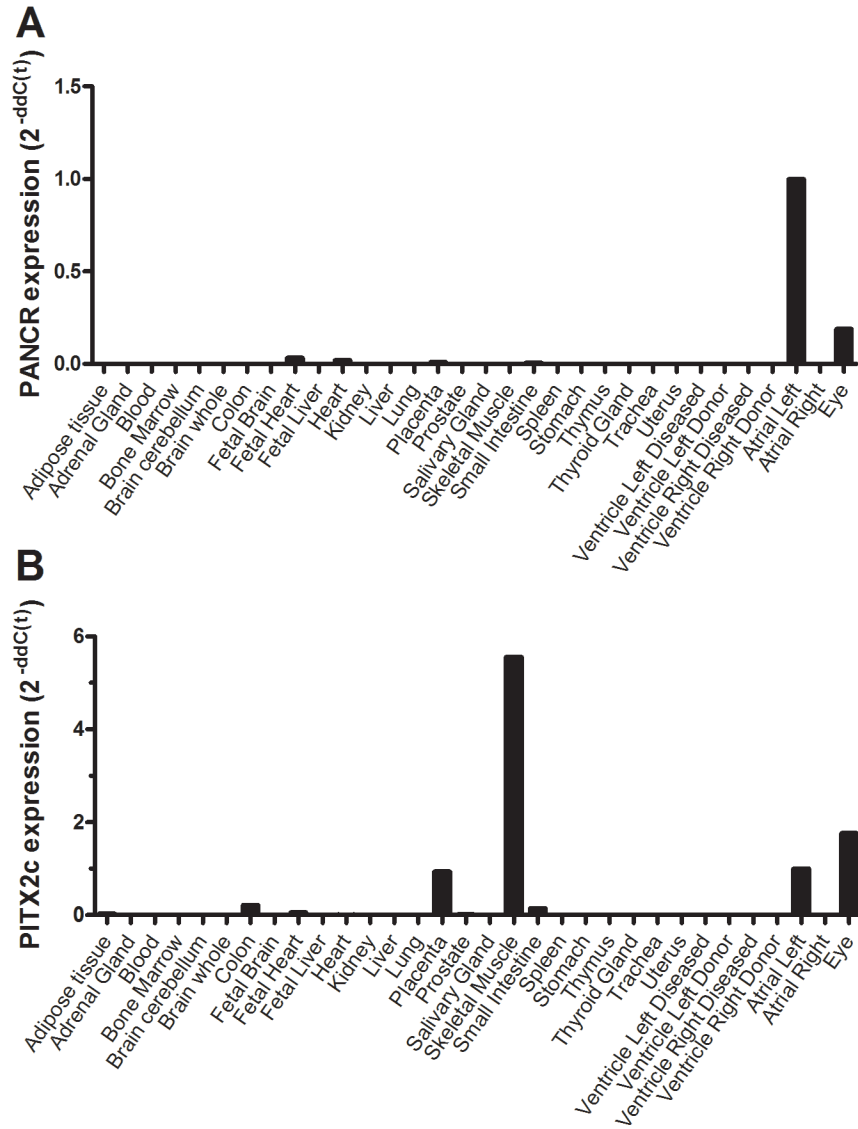 A
PANCR expression (2^-ddC(t))
1.5
1.0
0.5
0.0
Adipose tissue
Adrenal Gland
Blood
Bone Marrow
Brain cerebellum
Brain whole
Colon
Fetal Brain
Fetal Heart
Fetal Liver
Heart
Kidney
Liver
Lung
Placenta
Prostate
Salivary Gland
Skeletal Muscle
Small Intestine
Spleen
Stomach
Thymus
Thyroid Gland
Trachea
Uterus
Ventricle Left Diseased
Ventricle Left Donor
Ventricle Right Diseased
Ventricle Right Donor
Atrial Left
Atrial Right
Eye
B
PITX2c expression (2^-ddC(t))
6
4
2
0
Adipose tissue
Adrenal Gland
Blood
Bone Marrow
Brain cerebellum
Brain whole
Colon
Fetal Brain
Fetal Heart
Fetal Liver
Heart
Kidney
Liver
Lung
Placenta
Prostate
Salivary Gland
Skeletal Muscle
Small Intestine
Spleen
Stomach
Thymus
Thyroid Gland
Trachea
Uterus
Ventricle Left Diseased
Ventricle Left Donor
Ventricle Right Diseased
Ventricle Right Donor
Atrial Left
Atrial Right
Eye